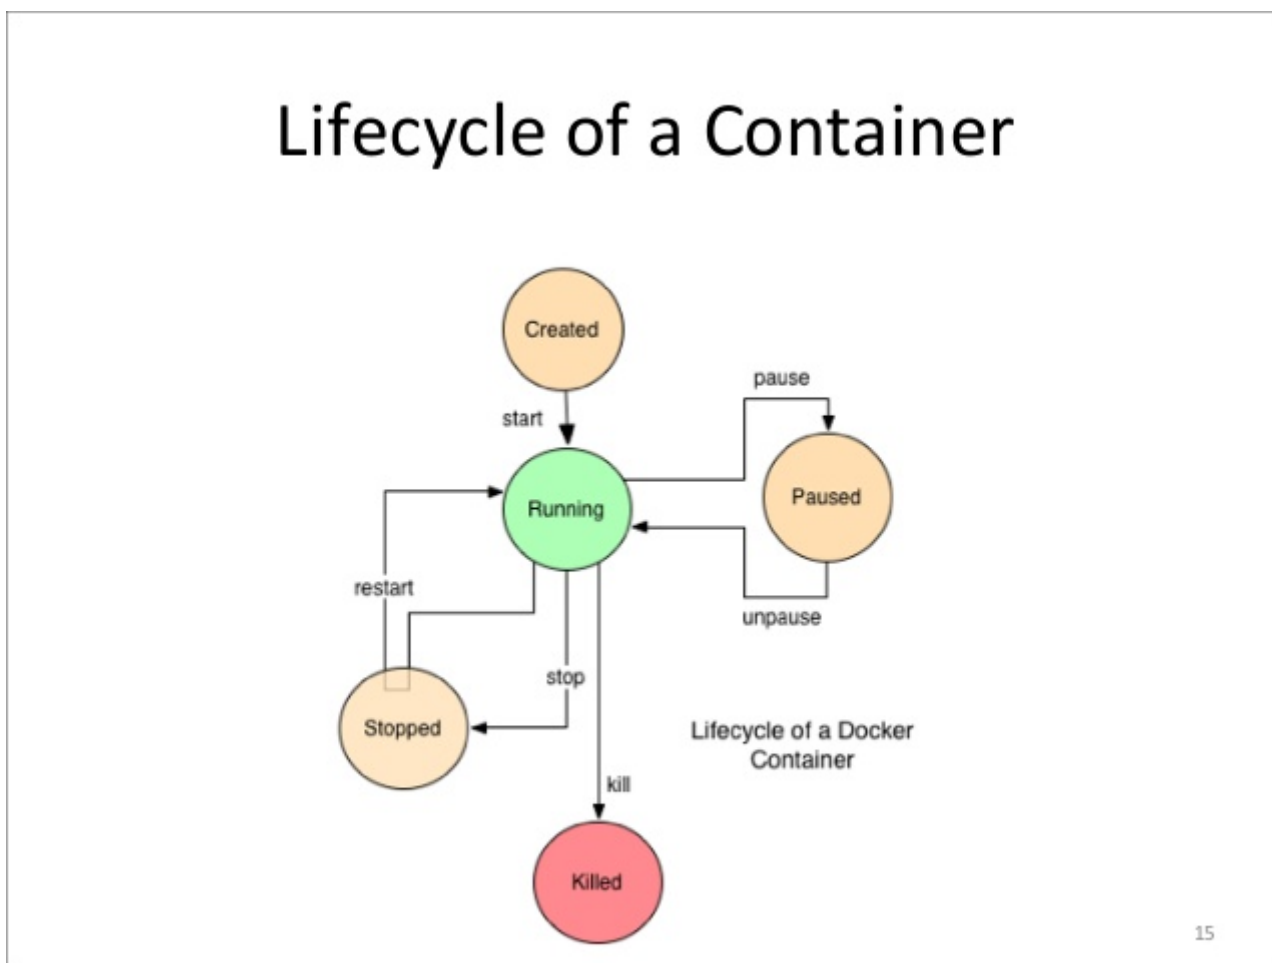 Lifecycle of a Container
Created
start
pause
Running
Paused
restart
unpause
stop
Stopped
Lifecycle of a Docker
Container
kill
Killed
15